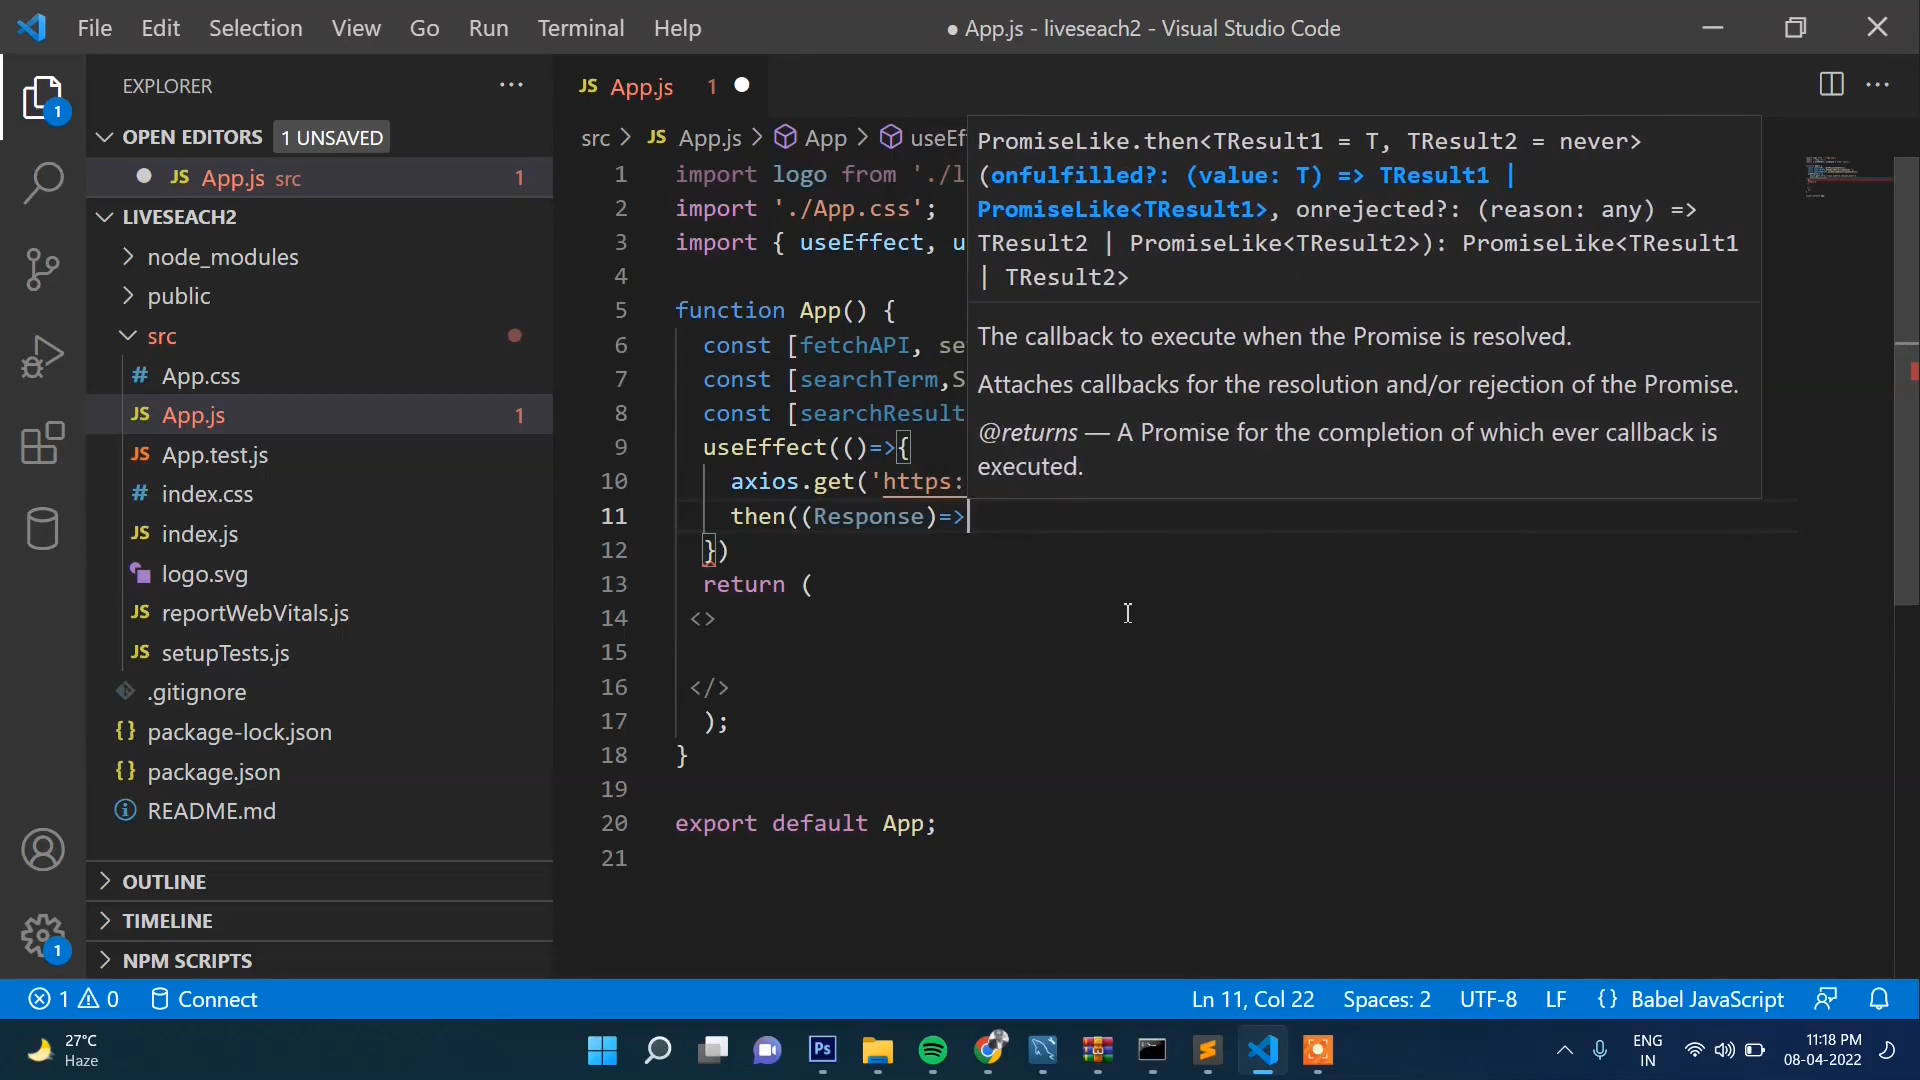 File Edit Selection View Go Run Terminal Help
● App.js - liveseach2 - Visual Studio Code
EXPLORER
OPEN EDITORS 1 UNSAVED
JS App.js src 1
LIVESEACH2
node_modules
public
src
# App.css
JS App.js 1
JS App.test.js
# index.css
JS index.js
logo.svg
JS reportWebVitals.js
JS setupTests.js
.gitignore
{} package-lock.json
{} package.json
README.md
OUTLINE
TIMELINE
NPM SCRIPTS
1
1
JS App.js 1
src > JS App.js > App > useEf
1 import logo from './l
2 import './App.css';
3 import { useEffect, u
4
5 function App() {
6 const [fetchAPI, se
7 const [searchTerm,S
8 const [searchResult
9 useEffect(()=>{
10 axios.get('https:
11 then((Response)=>
12 })
13 return (
14 <>
15
16 </>
17 );
18 }
19
20 export default App;
21
PromiseLike.then<TResult1 = T, TResult2 = never>
(onfulfilled?: (value: T) => TResult1 |
PromiseLike<TResult1>, onrejected?: (reason: any) =>
TResult2 | PromiseLike<TResult2>): PromiseLike<TResult1
| TResult2>
The callback to execute when the Promise is resolved.
Attaches callbacks for the resolution and/or rejection of the Promise.
@returns — A Promise for the completion of which ever callback is
executed.
1 0 Connect
Ln 11, Col 22 Spaces: 2 UTF-8 LF {} Babel JavaScript
27°C
Haze
Ps
ENG
IN
11:18 PM
08-04-2022